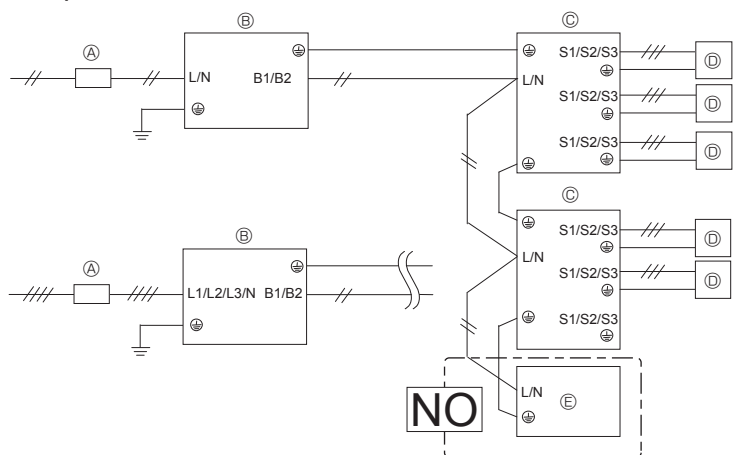 Ⓑ Ⓒ
Ⓐ
L/N B1/B2
L/N
S1/S2/S3
Ⓓ
S1/S2/S3
Ⓓ
S1/S2/S3
Ⓓ
Ⓒ
L/N
S1/S2/S3
Ⓓ
S1/S2/S3
Ⓓ
S1/S2/S3
Ⓑ
Ⓐ
L1/L2/L3/N B1/B2
NO
L/N
Ⓔ